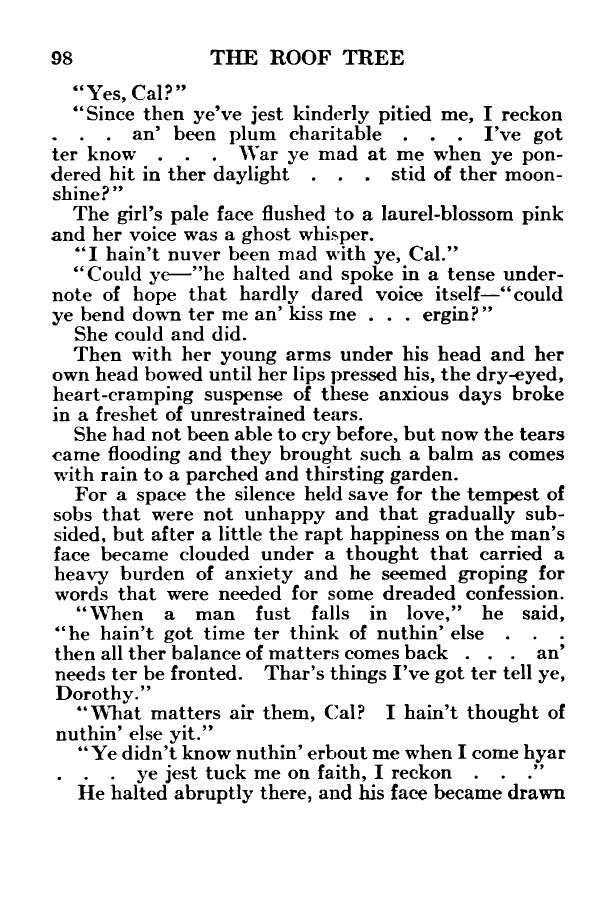 98 THE ROOF TREE
"Yes, Cal?"
"Since then ye've jest kinderly pitied me, I reckon
. . . an' been plum charitable . . . I've got
ter know . . . War ye mad at me when ye pon-
dered hit in ther daylight . . . stid of ther moon-
shine?"
The girl's pale face flushed to a laurel-blossom pink
and her voice was a ghost whisper.
"I hain't nuver been mad with ye, Cal."
"Could ye—"he halted and spoke in a tense under-
note of hope that hardly dared voice itself—"could
ye bend down ter me an' kiss me . . . ergin?"
She could and did.
Then with her young arms under his head and her
own head bowed until her lips pressed his, the dry-eyed,
heart-cramping suspense of these anxious days broke
in a freshet of unrestrained tears.
She had not been able to cry before, but now the tears
came flooding and they brought such a balm as comes
with rain to a parched and thirsting garden.
For a space the silence held save for the tempest of
sobs that were not unhappy and that gradually sub-
sided, but after a little the rapt happiness on the man's
face became clouded under a thought that carried a
heavy burden of anxiety and he seemed groping for
words that were needed for some dreaded confession.
"When a man fust falls in love," he said,
"he hain't got time ter think of nuthin' else . . .
then all ther balance of matters comes back . . . an'
needs ter be fronted. Thar's things I've got ter tell ye,
Dorothy."
"What matters air them, Cal? I hain't thought of
nuthin' else yit."
"Ye didn't know nuthin' erbout me when I come hyar
. . . ye jest tuck me on faith, I reckon . . ."
He halted abruptly there, and his face became drawn